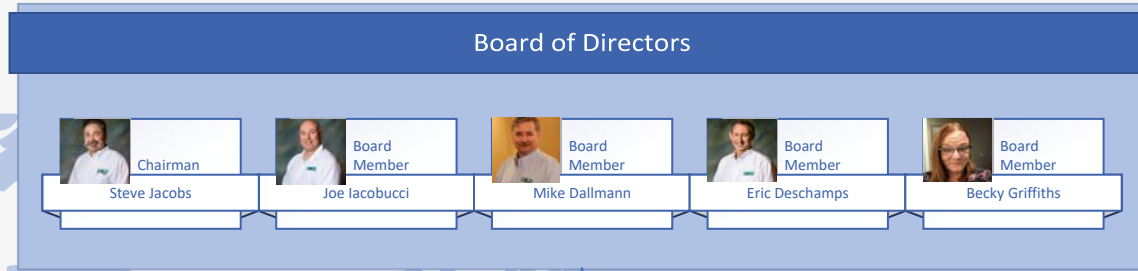 Board of Directors
Chairman
Steve Jacobs
Board
Member
Joe Iacobucci
Board
Member
Mike Dallmann
Board
Member
Eric Deschamps
Board
Member
Becky Griffiths